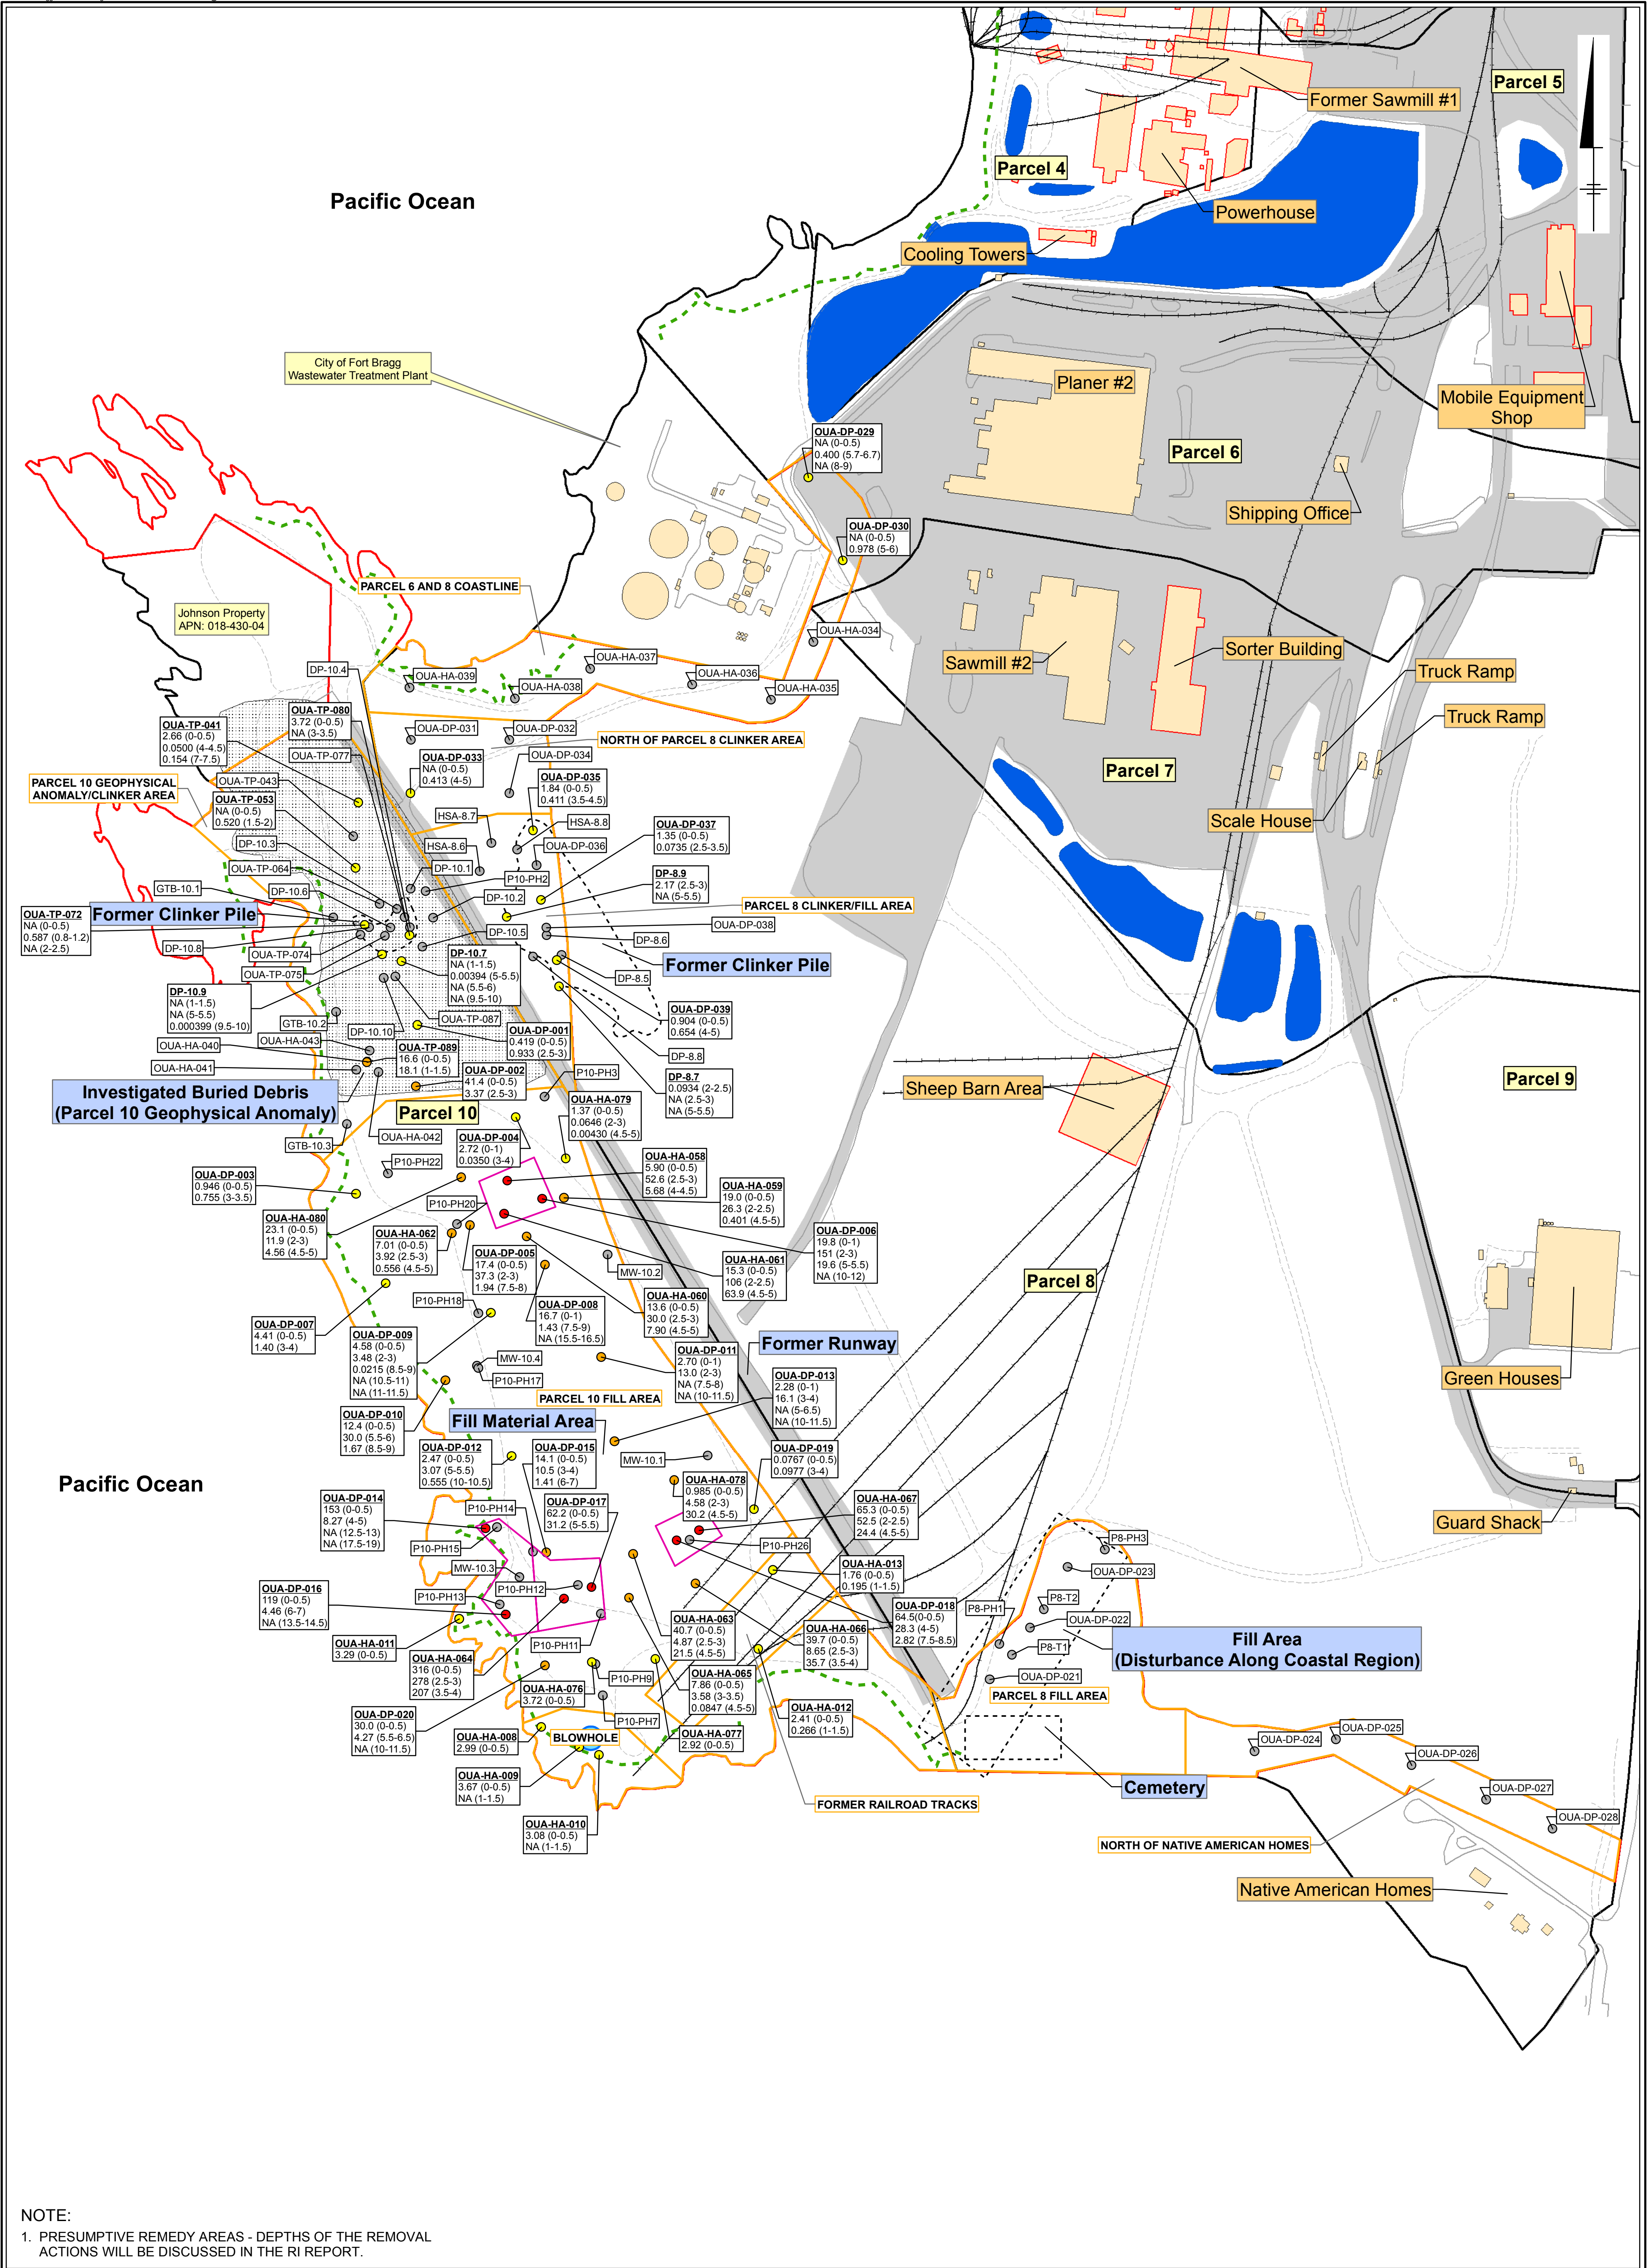 Parcel 5
Former Sawmill #1
Parcel 4
Pacific Ocean
Powerhouse
Cooling Towers
City of Fort Bragg
Wastewater Treatment Plant
Planer #2
Mobile Equipment
Shop
OUA-DP-029
NA (0-0.5)
0.400 (5.7-6.7)
NA (8-9)
Parcel 6
Shipping Office
OUA-DP-030
NA (0-0.5)
0.978 (5-6)
PARCEL 6 AND 8 COASTLINE
Johnson Property
APN: 018-430-04
OUA-HA-034
OUA-HA-037
OUA-HA-036
OUA-HA-035
OUA-HA-039
OUA-HA-038
Sawmill #2
Sorter Building
Truck Ramp
Truck Ramp
DP-10.4
OUA-TP-080
3.72 (0-0.5)
NA (3-3.5)
OUA-TP-041
2.66 (0-0.5)
0.0500 (4-4.5)
0.154 (7-7.5)
OUA-TP-077
OUA-DP-031
OUA-DP-032
NORTH OF PARCEL 8 CLINKER AREA
OUA-DP-033
NA (0-0.5)
0.413 (4-5)
OUA-DP-034
OUA-DP-035
1.84 (0-0.5)
0.411 (3.5-4.5)
Parcel 7
PARCEL 10 GEOPHYSICAL
ANOMALY/CLINKER AREA
OUA-TP-043
OUA-TP-053
NA (0-0.5)
0.520 (1.5-2)
DP-10.3
HSA-8.7
HSA-8.8
HSA-8.6
OUA-DP-036
OUA-DP-037
1.35 (0-0.5)
0.0735 (2.5-3.5)
Scale House
OUA-TP-064
DP-10.1
P10-PH2
DP-8.9
2.17 (2.5-3)
NA (5-5.5)
GTB-10.1
DP-10.6
DP-10.2
PARCEL 8 CLINKER/FILL AREA
OUA-TP-072
NA (0-0.5)
0.587 (0.8-1.2)
NA (2-2.5)
Former Clinker Pile
OUA-DP-038
DP-10.5
DP-8.6
DP-10.8
OUA-TP-074
OUA-TP-075
DP-10.7
NA (1-1.5)
0.00394 (5-5.5)
NA (5.5-6)
NA (9.5-10)
Former Clinker Pile
DP-8.5
DP-10.9
NA (1-1.5)
NA (5-5.5)
0.000399 (9.5-10)
GTB-10.2
DP-10.10
OUA-TP-087
OUA-DP-039
0.904 (0-0.5)
0.654 (4-5)
OUA-DP-001
0.419 (0-0.5)
0.933 (2.5-3)
OUA-HA-043
OUA-HA-040
OUA-TP-089
16.6 (0-0.5)
18.1 (1-1.5)
DP-8.8
OUA-HA-041
OUA-DP-002
41.4 (0-0.5)
3.37 (2.5-3)
P10-PH3
DP-8.7
0.0934 (2-2.5)
NA (2.5-3)
NA (5-5.5)
Investigated Buried Debris
(Parcel 10 Geophysical Anomaly)
Parcel 10
OUA-HA-079
1.37 (0-0.5)
0.0646 (2-3)
0.00430 (4.5-5)
Sheep Barn Area
Parcel 9
GTB-10.3
OUA-HA-042
OUA-DP-004
2.72 (0-1)
0.0350 (3-4)
P10-PH22
OUA-HA-058
5.90 (0-0.5)
52.6 (2.5-3)
5.68 (4-4.5)
OUA-DP-003
0.946 (0-0.5)
0.755 (3-3.5)
OUA-HA-059
19.0 (0-0.5)
26.3 (2-2.5)
0.401 (4.5-5)
P10-PH20
OUA-HA-080
23.1 (0-0.5)
11.9 (2-3)
4.56 (4.5-5)
OUA-HA-062
7.01 (0-0.5)
3.92 (2.5-3)
0.556 (4.5-5)
OUA-DP-005
17.4 (0-0.5)
37.3 (2-3)
1.94 (7.5-8)
OUA-DP-006
19.8 (0-1)
151 (2-3)
19.6 (5-5.5)
NA (10-12)
OUA-HA-061
15.3 (0-0.5)
106 (2-2.5)
63.9 (4.5-5)
MW-10.2
Parcel 8
P10-PH18
OUA-DP-008
16.7 (0-1)
1.43 (7.5-9)
NA (15.5-16.5)
OUA-HA-060
13.6 (0-0.5)
30.0 (2.5-3)
7.90 (4.5-5)
OUA-DP-007
4.41 (0-0.5)
1.40 (3-4)
OUA-DP-009
4.58 (0-0.5)
3.48 (2-3)
0.0215 (8.5-9)
NA (10.5-11)
NA (11-11.5)
Former Runway
OUA-DP-011
2.70 (0-1)
13.0 (2-3)
NA (7.5-8)
NA (10-11.5)
MW-10.4
P10-PH17
OUA-DP-013
2.28 (0-1)
16.1 (3-4)
NA (5-6.5)
NA (10-11.5)
Green Houses
PARCEL 10 FILL AREA
OUA-DP-010
12.4 (0-0.5)
30.0 (5.5-6)
1.67 (8.5-9)
Fill Material Area
OUA-DP-012
2.47 (0-0.5)
3.07 (5-5.5)
0.555 (10-10.5)
OUA-DP-015
14.1 (0-0.5)
10.5 (3-4)
1.41 (6-7)
MW-10.1
OUA-DP-019
0.0767 (0-0.5)
0.0977 (3-4)
Pacific Ocean
OUA-HA-078
0.985 (0-0.5)
4.58 (2-3)
30.2 (4.5-5)
OUA-DP-014
153 (0-0.5)
8.27 (4-5)
NA (12.5-13)
NA (17.5-19)
P10-PH14
OUA-DP-017
62.2 (0-0.5)
31.2 (5-5.5)
OUA-HA-067
65.3 (0-0.5)
52.5 (2-2.5)
24.4 (4.5-5)
Guard Shack
P10-PH15
P10-PH26
P8-PH3
MW-10.3
OUA-HA-013
1.76 (0-0.5)
0.195 (1-1.5)
OUA-DP-023
OUA-DP-016
119 (0-0.5)
4.46 (6-7)
NA (13.5-14.5)
P10-PH13
P10-PH12
P8-T2
OUA-DP-018
64.5(0-0.5)
28.3 (4-5)
2.82 (7.5-8.5)
P8-PH1
OUA-DP-022
OUA-HA-063
40.7 (0-0.5)
4.87 (2.5-3)
21.5 (4.5-5)
OUA-HA-066
39.7 (0-0.5)
8.65 (2.5-3)
35.7 (3.5-4)
OUA-HA-011
3.29 (0-0.5)
P10-PH11
P8-T1
Fill Area
(Disturbance Along Coastal Region)
OUA-HA-064
316 (0-0.5)
278 (2.5-3)
207 (3.5-4)
OUA-HA-065
7.86 (0-0.5)
3.58 (3-3.5)
0.0847 (4.5-5)
P10-PH9
OUA-DP-021
OUA-HA-076
3.72 (0-0.5)
PARCEL 8 FILL AREA
OUA-DP-020
30.0 (0-0.5)
4.27 (5.5-6.5)
NA (10-11.5)
P10-PH7
OUA-HA-012
2.41 (0-0.5)
0.266 (1-1.5)
OUA-HA-008
2.99 (0-0.5)
BLOWHOLE
OUA-HA-077
2.92 (0-0.5)
OUA-DP-025
OUA-DP-024
OUA-DP-026
OUA-HA-009
3.67 (0-0.5)
NA (1-1.5)
Cemetery
OUA-DP-027
FORMER RAILROAD TRACKS
OUA-DP-028
OUA-HA-010
3.08 (0-0.5)
NA (1-1.5)
NORTH OF NATIVE AMERICAN HOMES
Native American Homes
NOTE:
1. PRESUMPTIVE REMEDY AREAS - DEPTHS OF THE REMOVAL
ACTIONS WILL BE DISCUSSED IN THE RI REPORT.